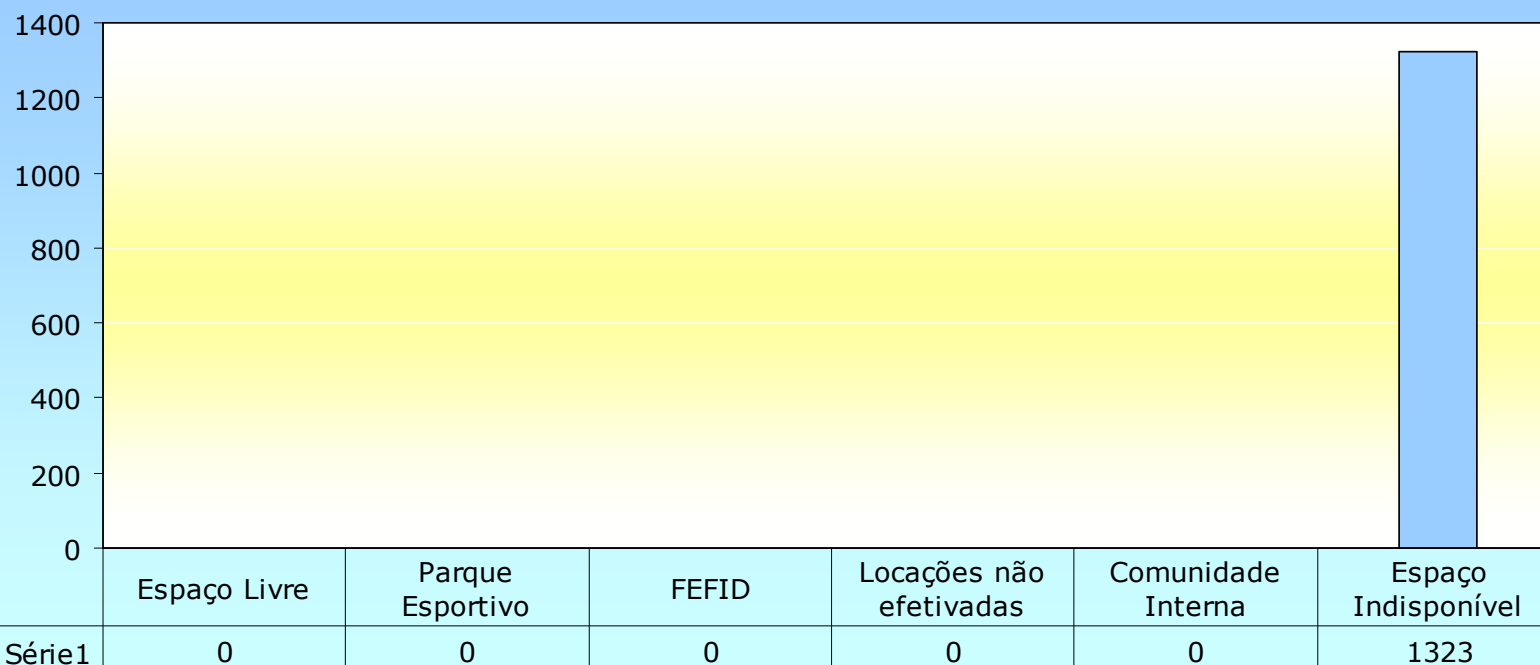 1400
1200
1000
800
600
400
200
0
Espaço Livre
Parque
Esportivo
FEFID
Locações não
efetivadas
Comunidade
Interna
Espaço
Indisponível
Série1 0 0 0 0 0 1323